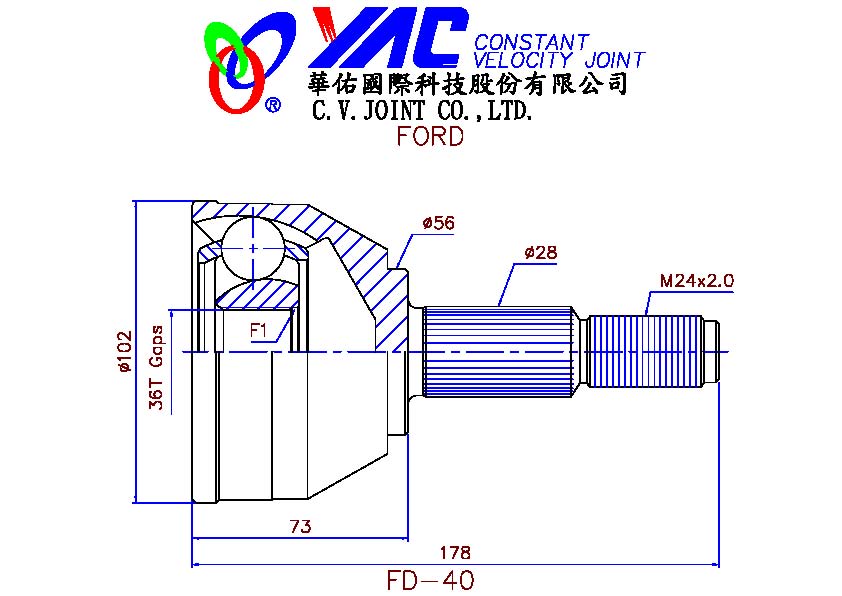 YAC CONSTANT
VELOCITY JOINT
®
華佑國際科技股份有限公司
C.V.JOINT CO.,LTD.
FORD
ø56
ø28
M24x2.0
F1
ø102
36T Gaps
73
178
FD-40